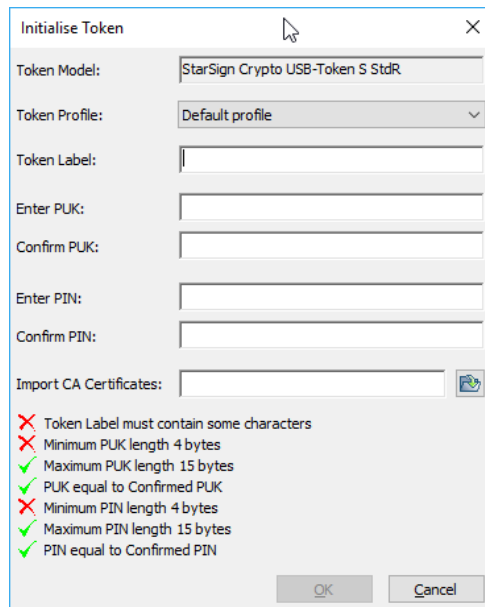 Initialise Token
Token Model: StarSign Crypto USB-Token S StdR
Token Profile: Default profile
Token Label:
Enter PUK:
Confirm PUK:
Enter PIN:
Confirm PIN:
Import CA Certificates:
Token Label must contain some characters
Minimum PUK length 4 bytes
Maximum PUK length 15 bytes
PUK equal to Confirmed PUK
Minimum PIN length 4 bytes
Maximum PIN length 15 bytes
PIN equal to Confirmed PIN
OK Cancel